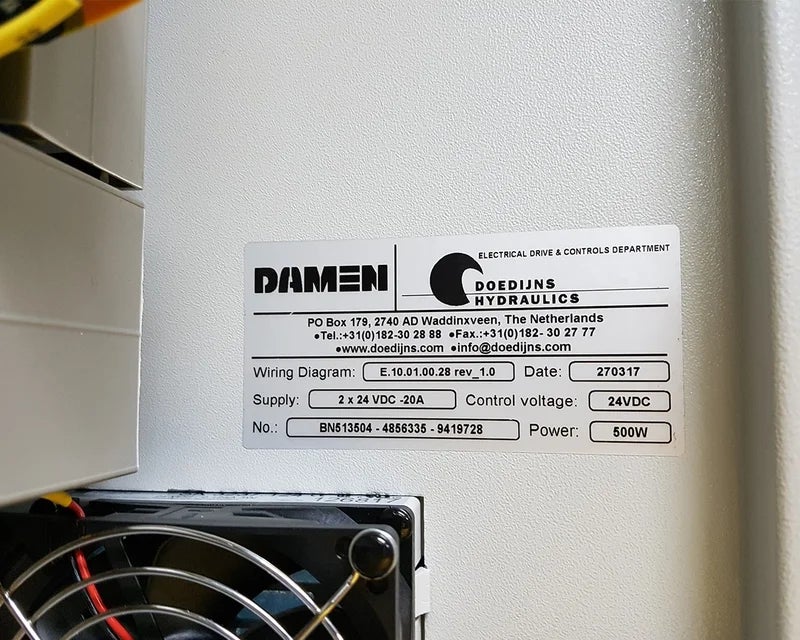 DAMEN
ELECTRICAL DRIVE & CONTROLS DEPARTMENT
DOEDIJNS
HYDRAULICS
PO Box 179, 2740 AD Waddinxveen, The Netherlands
●Tel.:+31(0)182-30 28 88 ●Fax.:+31(0)182- 30 27 77
●www.doedijns.com ●info@doedijns.com
Wiring Diagram: E.10.01.00.28 rev_1.0 Date: 270317
Supply: 2 x 24 VDC -20A Control voltage: 24VDC
No.: BN513504 - 4856335 - 9419728 Power: 500W